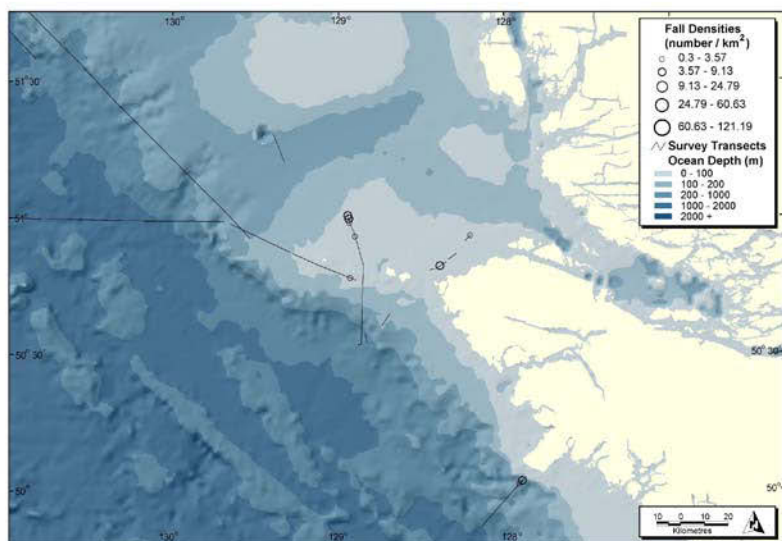 130° 129° 128°
Fall Densities
(number / km²)
0.3 - 3.57
3.57 - 9.13
9.13 - 24.79
24.79 - 60.63
60.63 - 121.19
Survey Transects
Ocean Depth (m)
0 - 100
100 - 200
200 - 1000
1000 - 2000
2000 +
51° 30'
51°
51°
50° 30'
50° 30'
50°
50°
10 0 10 20
Kilometres
130° 129° 128°